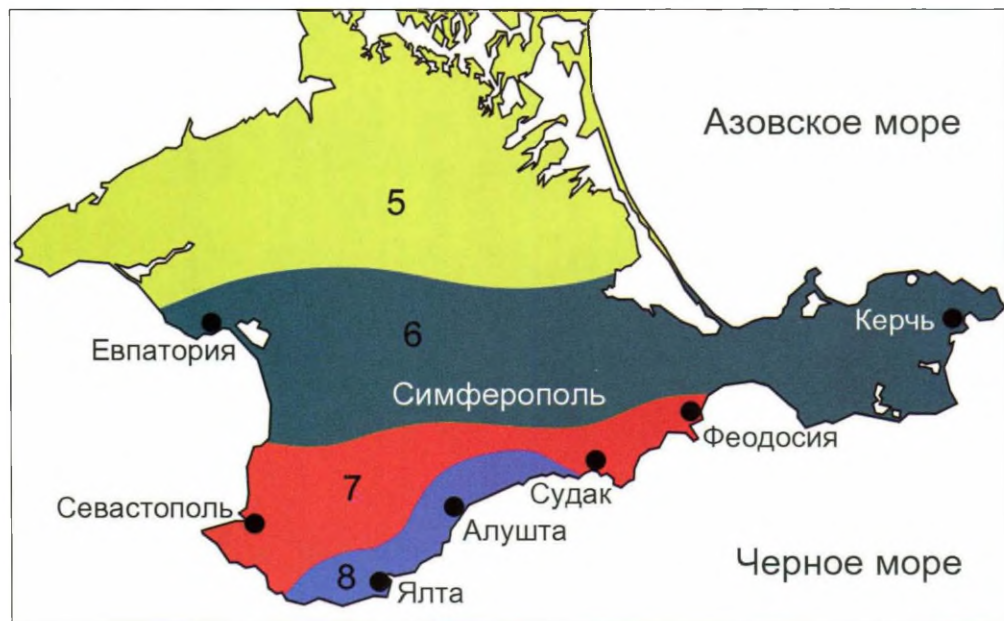 Азовское море
5
Керчь
6
Евпатория
Симферополь
Феодосия
7
Судак
Севастополь
Алушта
Черное море
8
Ялта